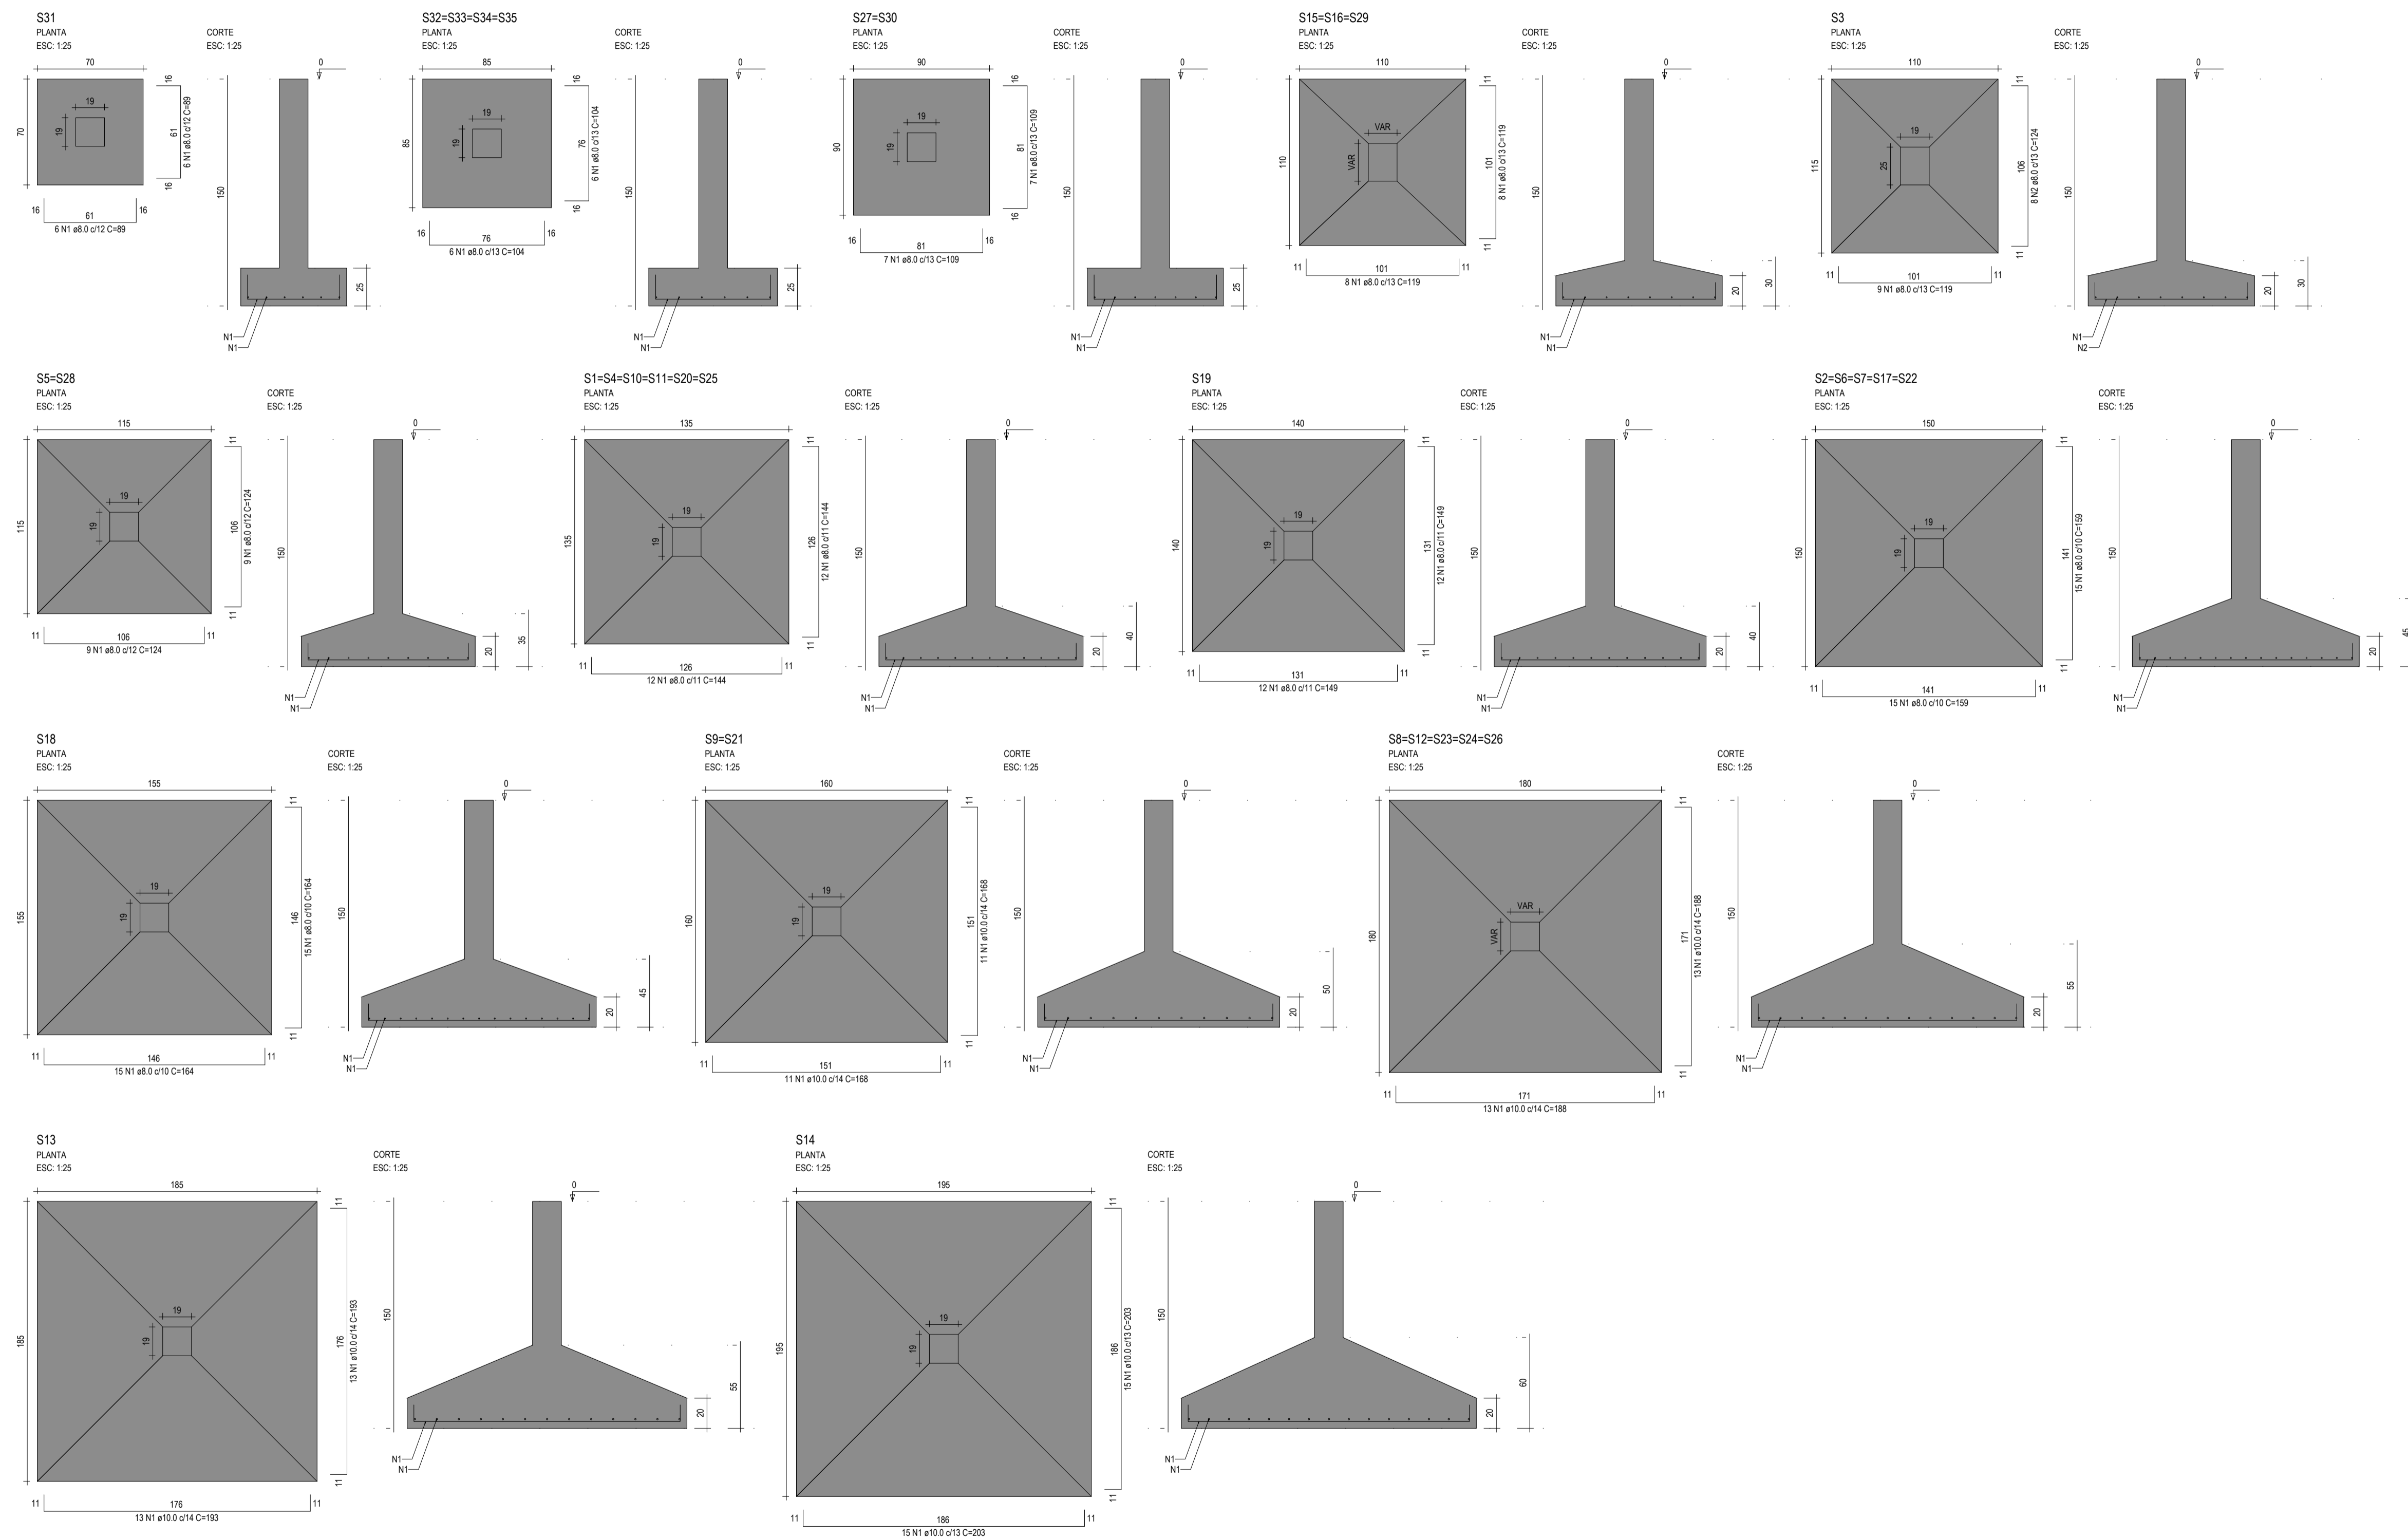 S31
PLANTA
ESC: 1:25
CORTE
ESC: 1:25
70
70
19
19
16
61
16
6 N1 ø8.0 c/12 C=89
16
61
16
6 N1 ø8.0 c/12 C=89
0
150
25
N1
N1
S32=S33=S34=S35
PLANTA
ESC: 1:25
CORTE
ESC: 1:25
85
85
19
19
16
76
16
6 N1 ø8.0 c/13 C=104
16
76
16
6 N1 ø8.0 c/13 C=104
0
150
25
N1
N1
S27=S30
PLANTA
ESC: 1:25
CORTE
ESC: 1:25
90
90
19
19
16
81
16
7 N1 ø8.0 c/13 C=109
16
81
16
7 N1 ø8.0 c/13 C=109
0
150
25
N1
N1
S15=S16=S29
PLANTA
ESC: 1:25
CORTE
ESC: 1:25
110
110
VAR
VAR
11
101
11
8 N1 ø8.0 c/13 C=119
11
101
11
8 N1 ø8.0 c/13 C=119
0
150
20
30
N1
N1
S3
PLANTA
ESC: 1:25
CORTE
ESC: 1:25
110
115
19
25
11
106
11
8 N2 ø8.0 c/13 C=124
11
101
11
9 N1 ø8.0 c/13 C=119
0
150
20
30
N1
N2
S5=S28
PLANTA
ESC: 1:25
CORTE
ESC: 1:25
115
115
19
19
11
106
11
9 N1 ø8.0 c/12 C=124
11
106
11
9 N1 ø8.0 c/12 C=124
0
150
20
35
N1
N1
S1=S4=S10=S11=S20=S25
PLANTA
ESC: 1:25
CORTE
ESC: 1:25
135
135
19
19
11
126
11
12 N1 ø8.0 c/11 C=144
11
126
11
12 N1 ø8.0 c/11 C=144
0
150
20
40
N1
N1
S19
PLANTA
ESC: 1:25
CORTE
ESC: 1:25
140
140
19
19
11
131
11
12 N1 ø8.0 c/11 C=149
11
131
11
12 N1 ø8.0 c/11 C=149
0
150
20
40
N1
N1
S2=S6=S7=S17=S22
PLANTA
ESC: 1:25
CORTE
ESC: 1:25
150
150
19
19
11
141
11
15 N1 ø8.0 c/10 C=159
11
141
11
15 N1 ø8.0 c/10 C=159
0
150
20
45
N1
N1
S18
PLANTA
ESC: 1:25
CORTE
ESC: 1:25
155
155
19
19
11
146
11
15 N1 ø8.0 c/10 C=164
11
146
11
15 N1 ø8.0 c/10 C=164
0
150
20
45
N1
N1
S9=S21
PLANTA
ESC: 1:25
CORTE
ESC: 1:25
160
160
19
19
11
151
11
11 N1 ø10.0 c/14 C=168
11
151
11
11 N1 ø10.0 c/14 C=168
0
150
20
50
N1
N1
S8=S12=S23=S24=S26
PLANTA
ESC: 1:25
CORTE
ESC: 1:25
180
180
VAR
VAR
11
171
11
13 N1 ø10.0 c/14 C=188
11
171
11
13 N1 ø10.0 c/14 C=188
0
150
20
55
N1
N1
S13
PLANTA
ESC: 1:25
CORTE
ESC: 1:25
185
185
19
19
11
176
11
13 N1 ø10.0 c/14 C=193
11
176
11
13 N1 ø10.0 c/14 C=193
0
150
20
55
N1
N1
S14
PLANTA
ESC: 1:25
CORTE
ESC: 1:25
195
195
19
19
11
186
11
15 N1 ø10.0 c/13 C=203
11
186
11
15 N1 ø10.0 c/13 C=203
0
150
20
60
N1
N1